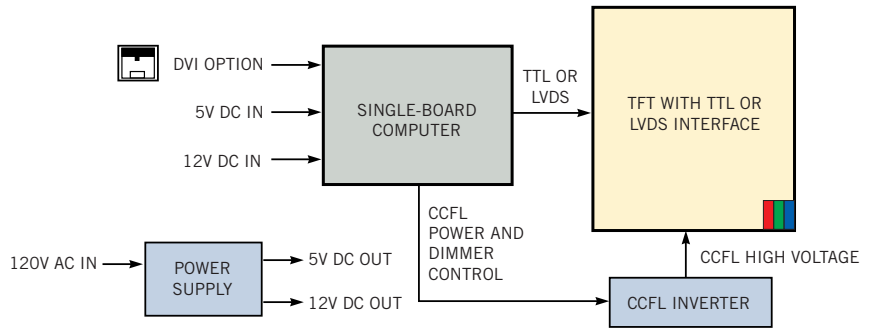 DVI OPTION
5V DC IN
12V DC IN
SINGLE-BOARD
COMPUTER
TTL OR
LVDS
TFT WITH TTL OR
LVDS INTERFACE
CCFL
POWER AND
DIMMER
CONTROL
120V AC IN
POWER
SUPPLY
5V DC OUT
12V DC OUT
CCFL HIGH VOLTAGE
CCFL INVERTER